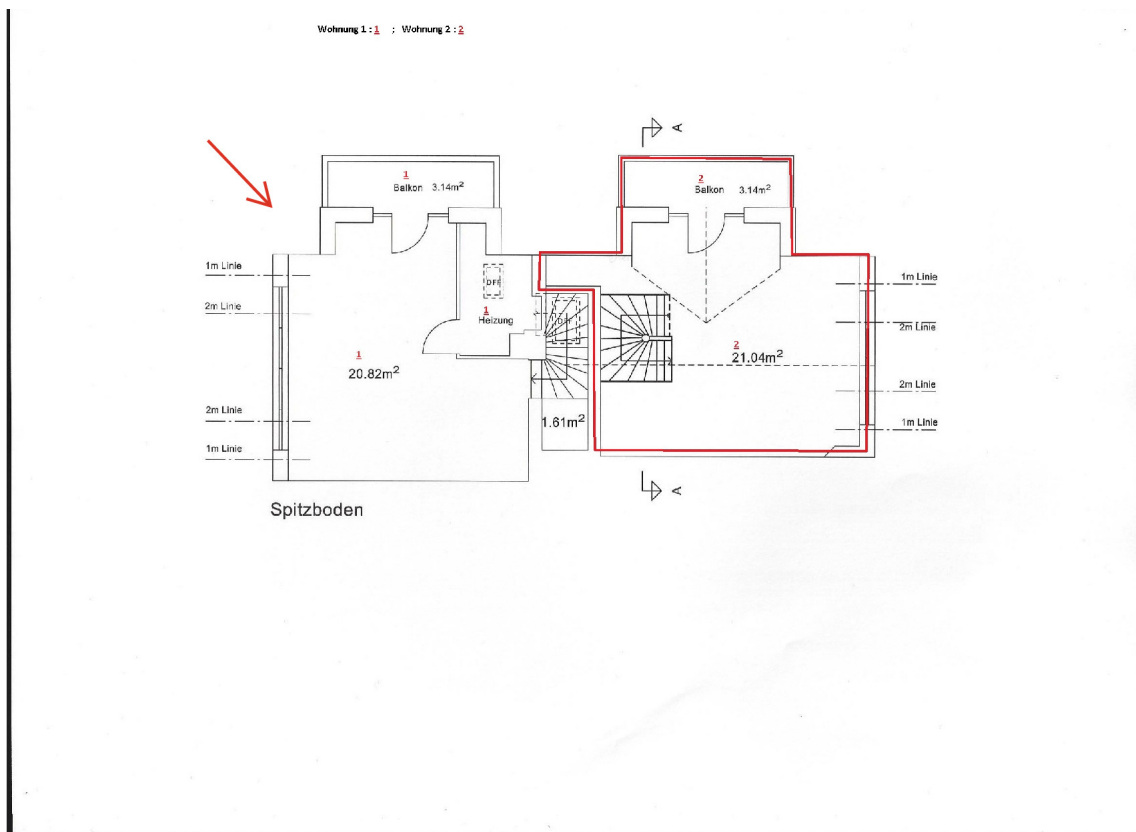 Wohnung 1 : 1 ; Wohnung 2 : 2
A
1
Balkon 3.14m²
2
Balkon 3.14m²
1m Linie
2m Linie
DFF
1
Heizung
DFF
1
20.82m²
2
21.04m²
1m Linie
2m Linie
2m Linie
1m Linie
2m Linie
1m Linie
1.61m²
A
Spitzboden